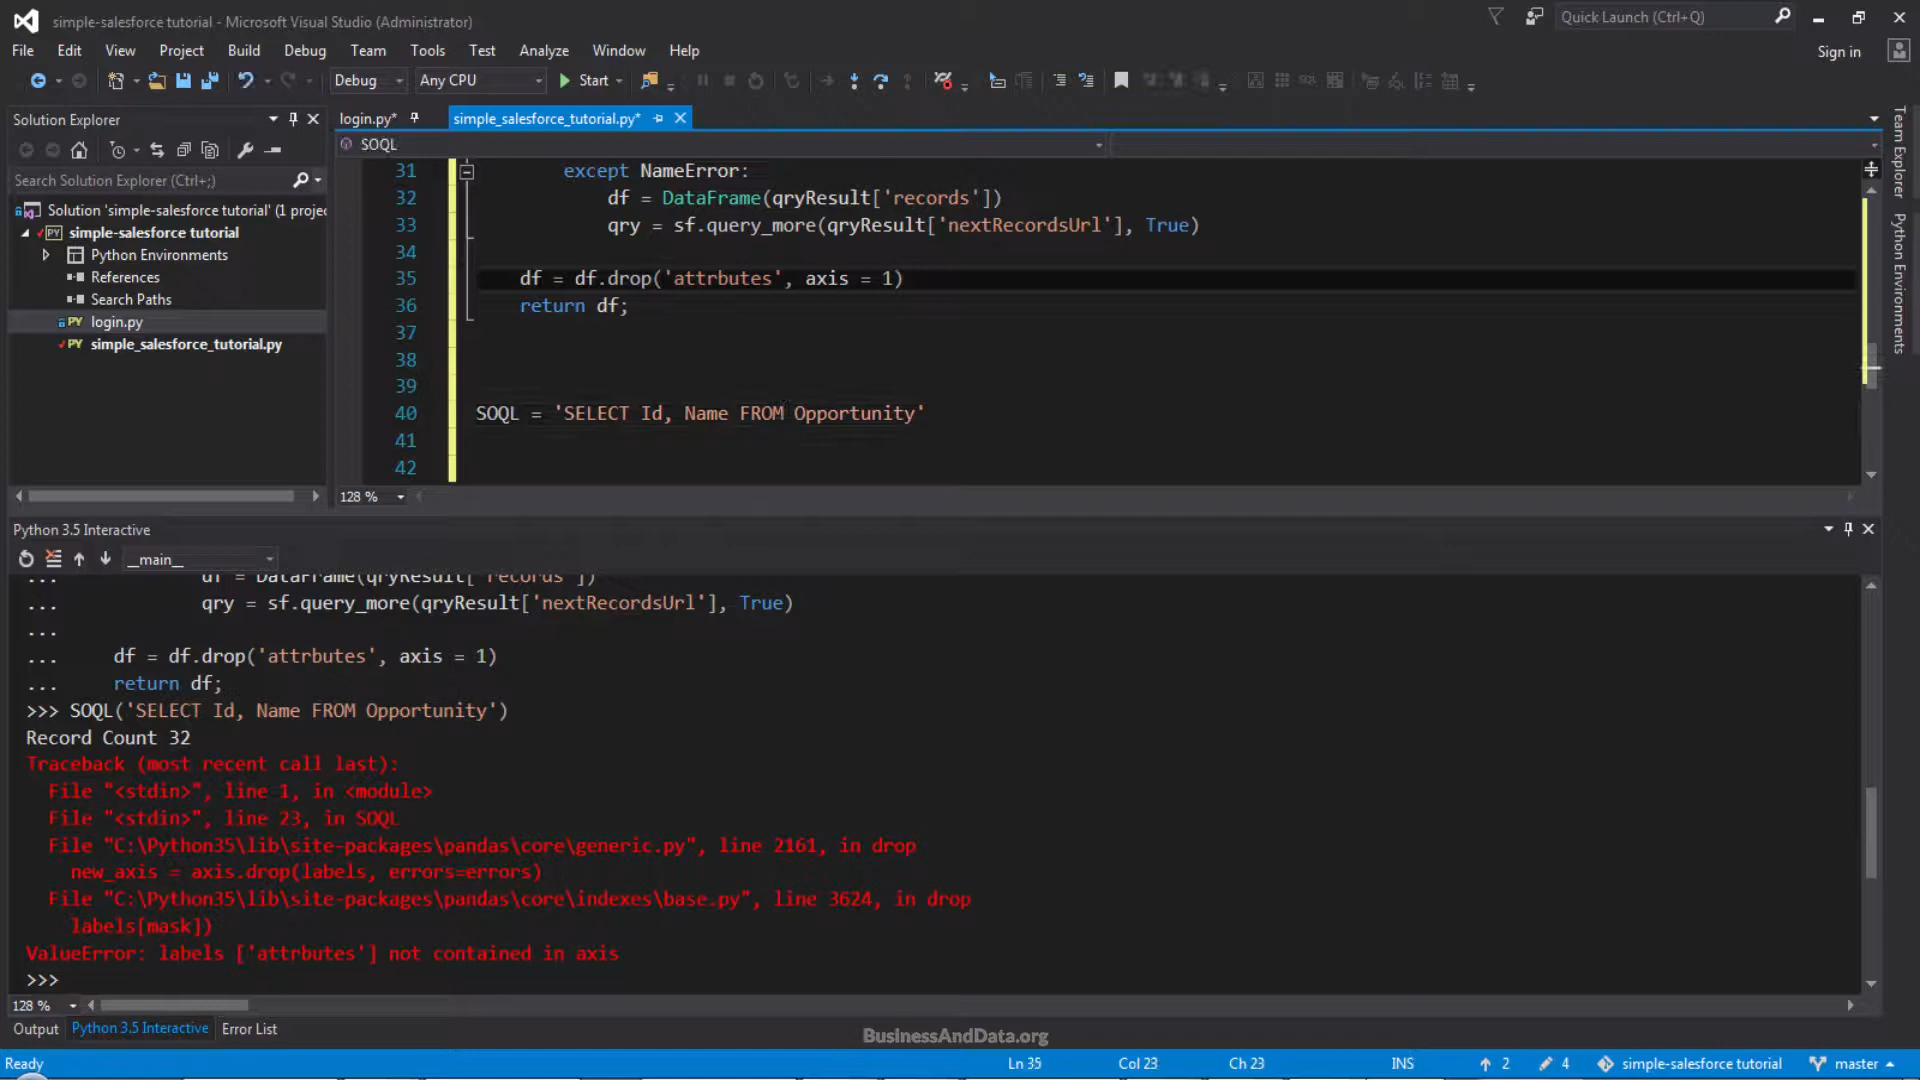 simple-salesforce tutorial - Microsoft Visual Studio (Administrator)
Quick Launch (Ctrl+Q)
File Edit View Project Build Debug Team Tools Test Analyze Window Help
Sign in
Debug Any CPU Start
Solution Explorer
Search Solution Explorer (Ctrl+;)
Solution 'simple-salesforce tutorial' (1 projec
simple-salesforce tutorial
Python Environments
References
Search Paths
login.py
simple_salesforce_tutorial.py
login.py* simple_salesforce_tutorial.py*
SOQL
31 except NameError:
32 df = DataFrame(qryResult['records'])
33 qry = sf.query_more(qryResult['nextRecordsUrl'], True)
34
35 df = df.drop('attrbutes', axis = 1)
36 return df;
37
38
39
40 SOQL = 'SELECT Id, Name FROM Opportunity'
41
42
128 %
Team Explorer
Python Environments
Python 3.5 Interactive
__main__
... df = DataFrame(qryResult['records'])
... qry = sf.query_more(qryResult['nextRecordsUrl'], True)
...
... df = df.drop('attrbutes', axis = 1)
... return df;
>>> SOQL('SELECT Id, Name FROM Opportunity')
Record Count 32
Traceback (most recent call last):
File "<stdin>", line 1, in <module>
File "<stdin>", line 23, in SOQL
File "C:\Python35\lib\site-packages\pandas\core\generic.py", line 2161, in drop
new_axis = axis.drop(labels, errors=errors)
File "C:\Python35\lib\site-packages\pandas\core\indexes\base.py", line 3624, in drop
labels[mask])
ValueError: labels ['attrbutes'] not contained in axis
>>>
128 %
Output Python 3.5 Interactive Error List
BusinessAndData.org
Ready Ln 35 Col 23 Ch 23 INS 2 4 simple-salesforce tutorial master